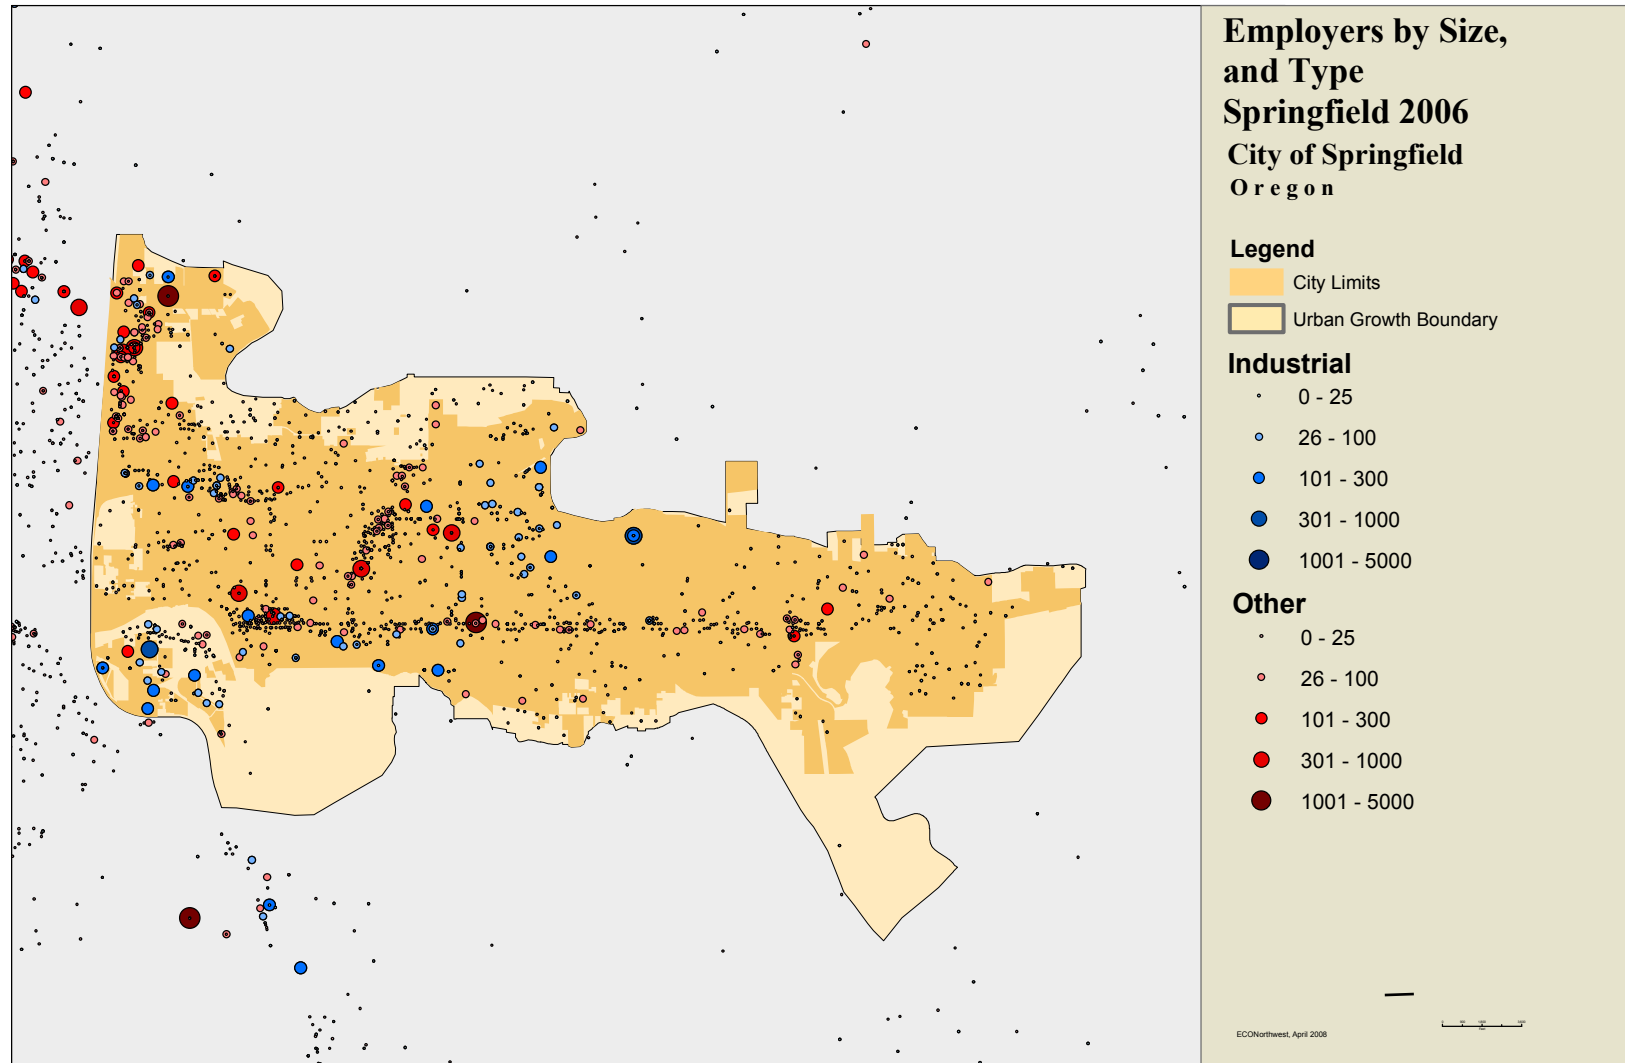 Employers by Size,
and Type
Springfield 2006
City of Springfield
Oregon
Legend
City Limits
Urban Growth Boundary
Industrial
0 - 25
26 - 100
101 - 300
301 - 1000
1001 - 5000
Other
0 - 25
26 - 100
101 - 300
301 - 1000
1001 - 5000
ECONorthwest, April 2008